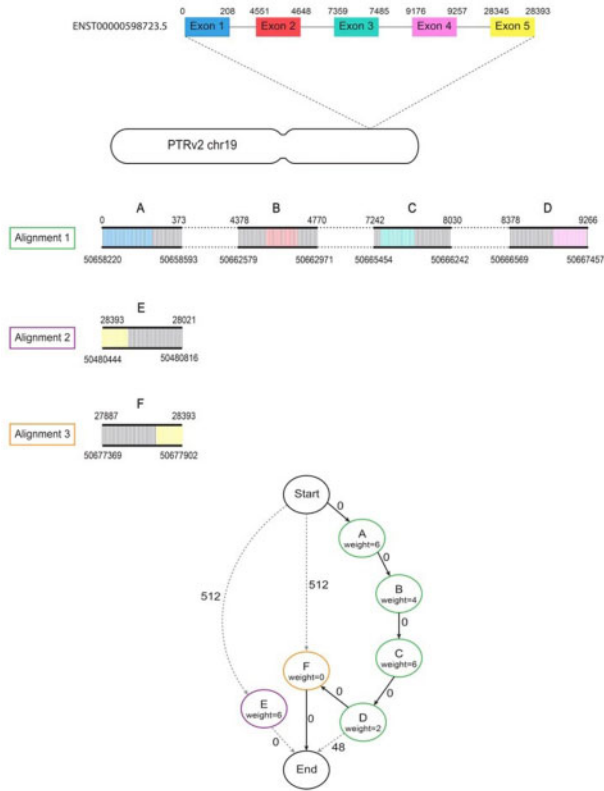 0 208 4551 4648 7359 7485 9176 9257 28345 28393
ENST00000598723.5 Exon 1 Exon 2 Exon 3 Exon 4 Exon 5
PTRv2 chr19
A B C D
0 373 4378 4770 7242 8030 8378 9266
Alignment 1
50658220 50658593 50662579 50662971 50665454 50666242 50666569 50667457
E
28393 28021
Alignment 2
50480444 50480816
F
27887 28393
Alignment 3
50677369 50677902
Start
0
A
weight=6
0
B
weight=4
512 512
0
C
weight=6
F
weight=0
0 0
E
weight=6
0
D
weight=2
0 48
End